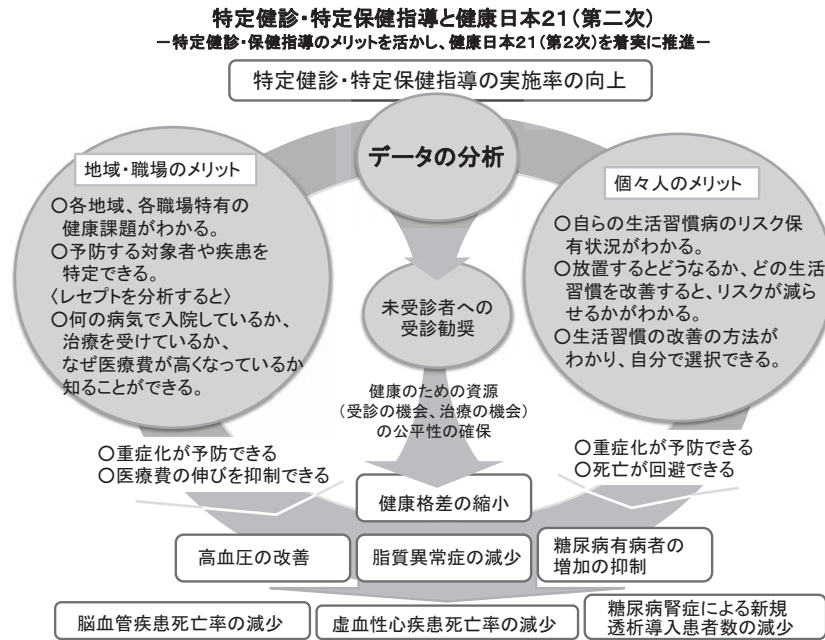 特定健診・特定保健指導と健康日本21(第二次)
－特定健診・保健指導のメリットを活かし、健康日本21(第2次)を着実に推進－
特定健診・特定保健指導の実施率の向上
データの分析
地域・職場のメリット
○各地域、各職場特有の
健康課題がわかる。
○予防する対象者や疾患を
特定できる。
〈レセプトを分析すると〉
○何の病気で入院しているか、
治療を受けているか、
なぜ医療費が高くなっているか
知ることができる。
個々人のメリット
○自らの生活習慣病のリスク保
有状況がわかる。
○放置するとどうなるか、どの生活
習慣を改善すると、リスクが減ら
せるかがわかる。
○生活習慣の改善の方法が
わかり、自分で選択できる。
未受診者への
受診勧奨
健康のための資源
(受診の機会、治療の機会)
の公平性の確保
○重症化が予防できる
○医療費の伸びを抑制できる
○重症化が予防できる
○死亡が回避できる
健康格差の縮小
高血圧の改善
脂質異常症の減少
糖尿病有病者の
増加の抑制
脳血管疾患死亡率の減少
虚血性心疾患死亡率の減少
糖尿病腎症による新規
透析導入患者数の減少